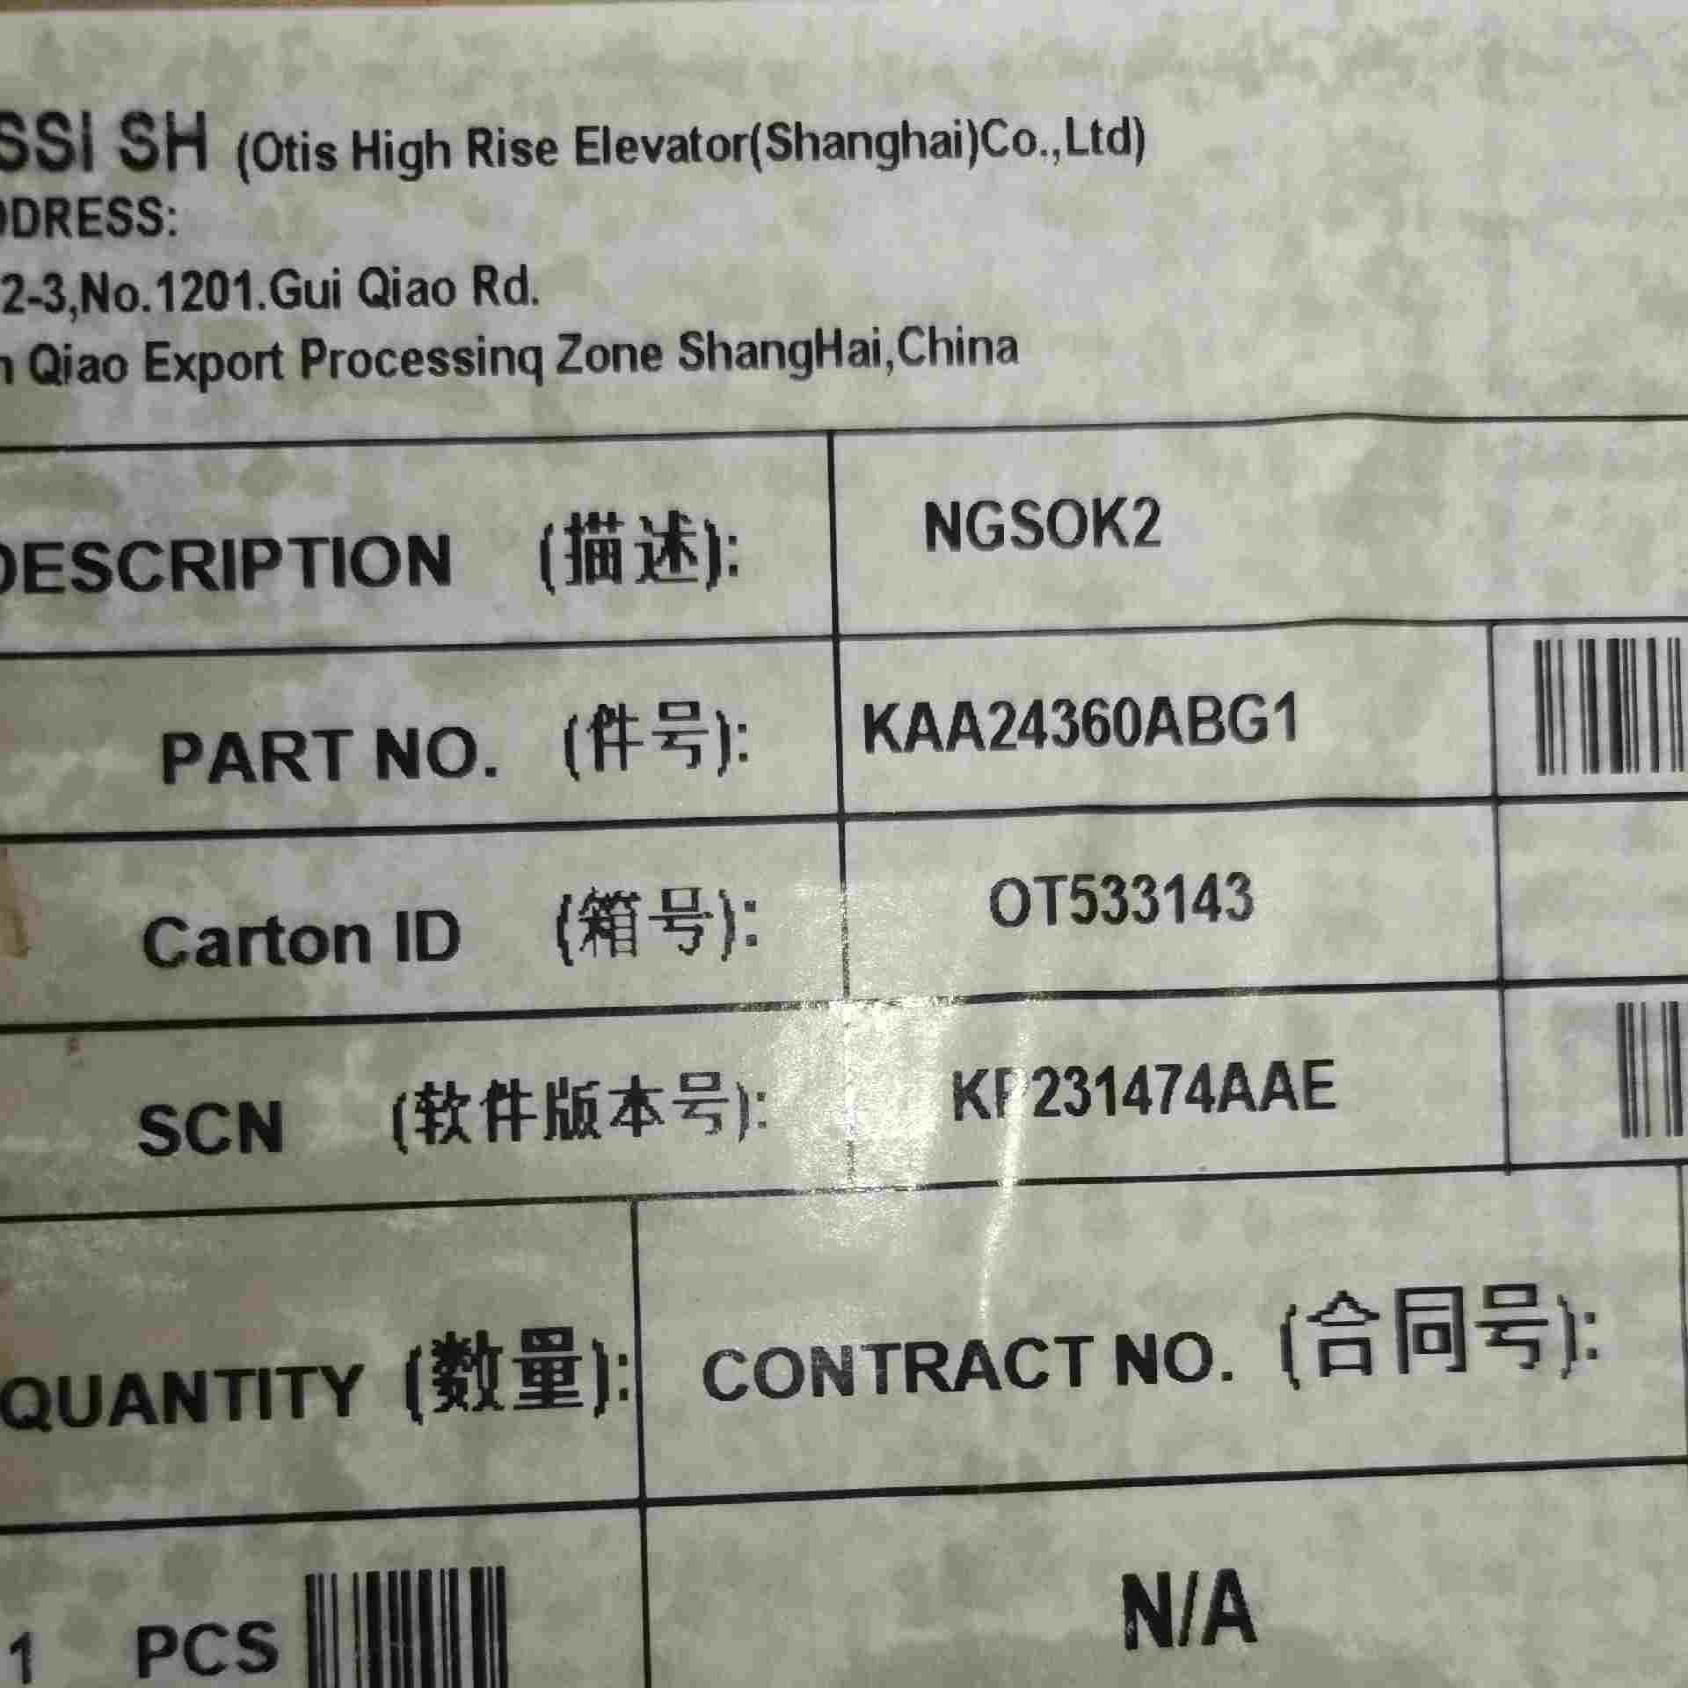 SSI SH (Otis High Rise Elevator(Shanghai)Co.,Ltd)
DDRESS:
2-3,No.1201.Gui Qiao Rd.
n Qiao Export Processing Zone ShangHai,China
DESCRIPTION (描述): NGSOK2
PART NO. (件号): KAA24360ABG1
Carton ID (箱号): OT533143
SCN (软件版本号):
QUANTITY (数量): CONTRACT NO. (合同号):
1 PCS N/A